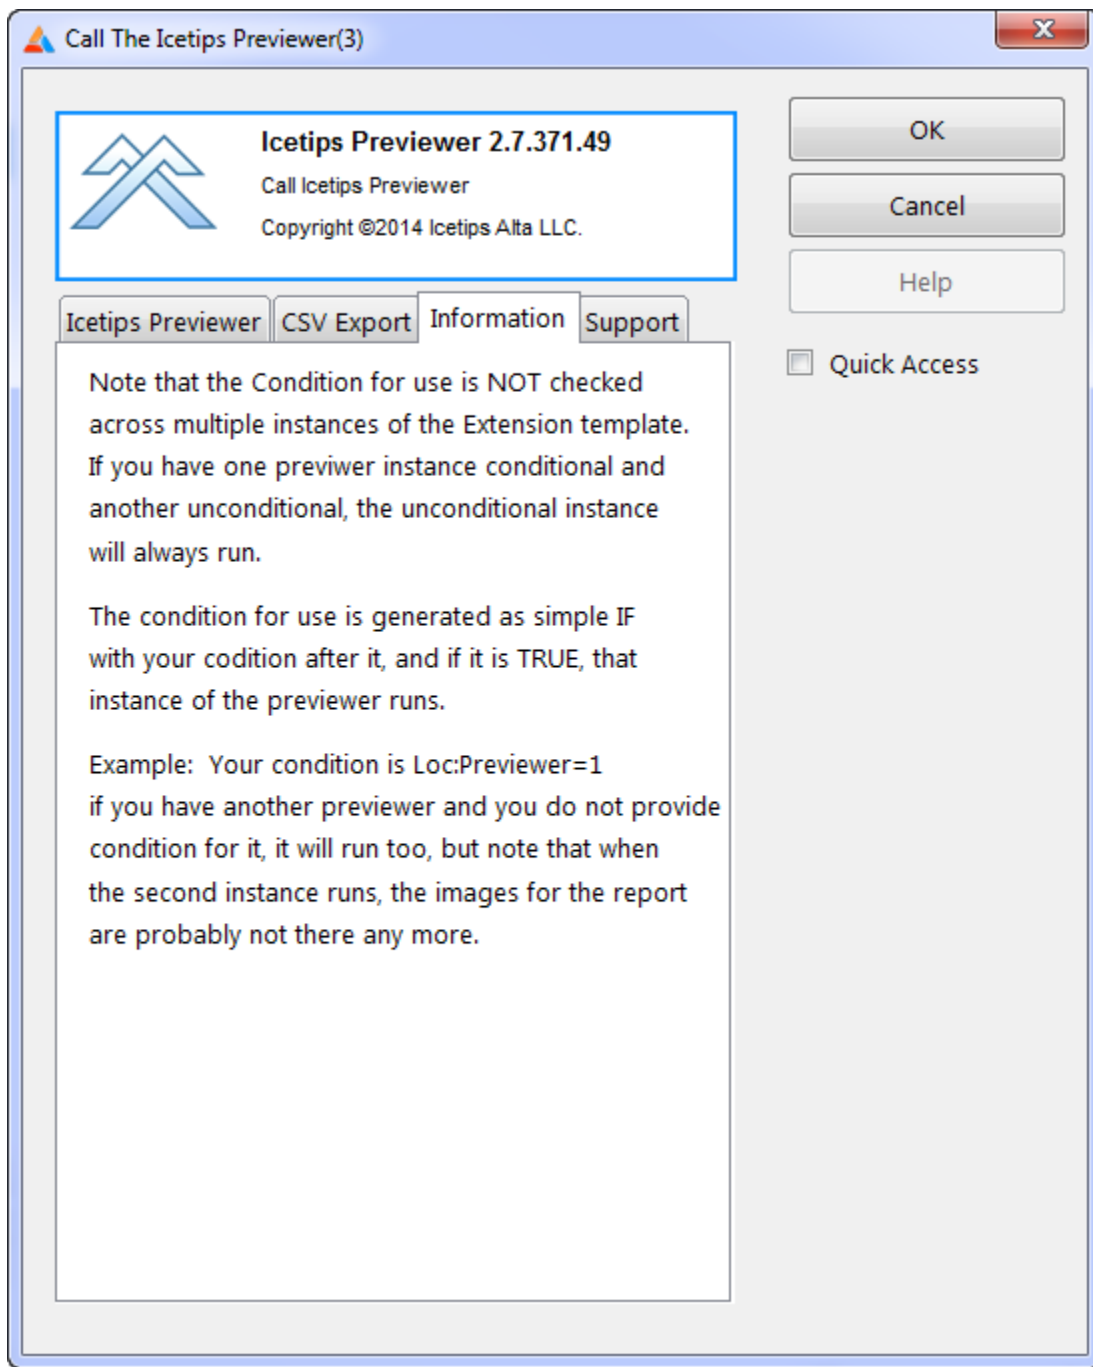 Call The Icetips Previewer(3)
X
Icetips Previewer 2.7.371.49
Call Icetips Previewer
Copyright ©2014 Icetips Alta LLC.
OK
Cancel
Help
Quick Access
Icetips Previewer CSV Export Information Support
Note that the Condition for use is NOT checked
across multiple instances of the Extension template.
If you have one previwer instance conditional and
another unconditional, the unconditional instance
will always run.
The condition for use is generated as simple IF
with your codition after it, and if it is TRUE, that
instance of the previewer runs.
Example:  Your condition is Loc:Previewer=1
if you have another previewer and you do not provide
condition for it, it will run too, but note that when
the second instance runs, the images for the report
are probably not there any more.